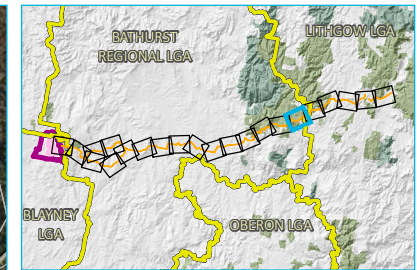 BATHURST
REGIONAL LGA
LITHGOW LGA
BLAYNEY
LGA
OBERON LGA